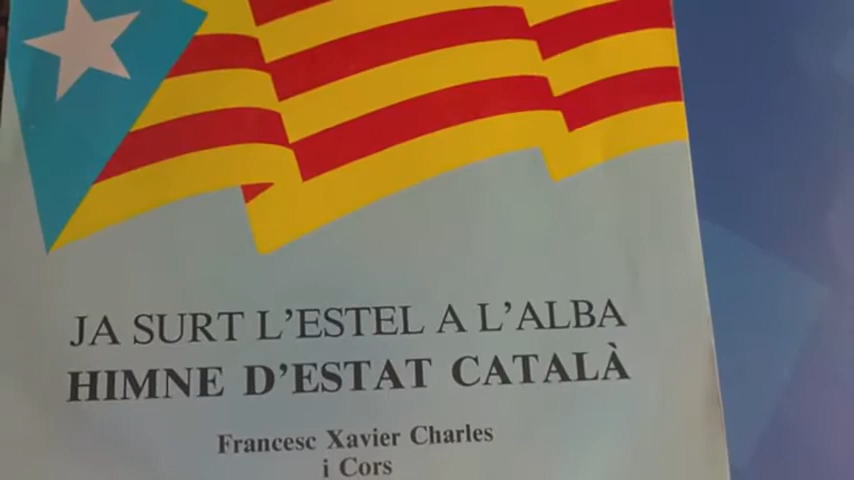 JA SURT L'ESTEL A L'ALBA
HIMNE D'ESTAT CATALÀ
Francesc Xavier Charles
i Cors